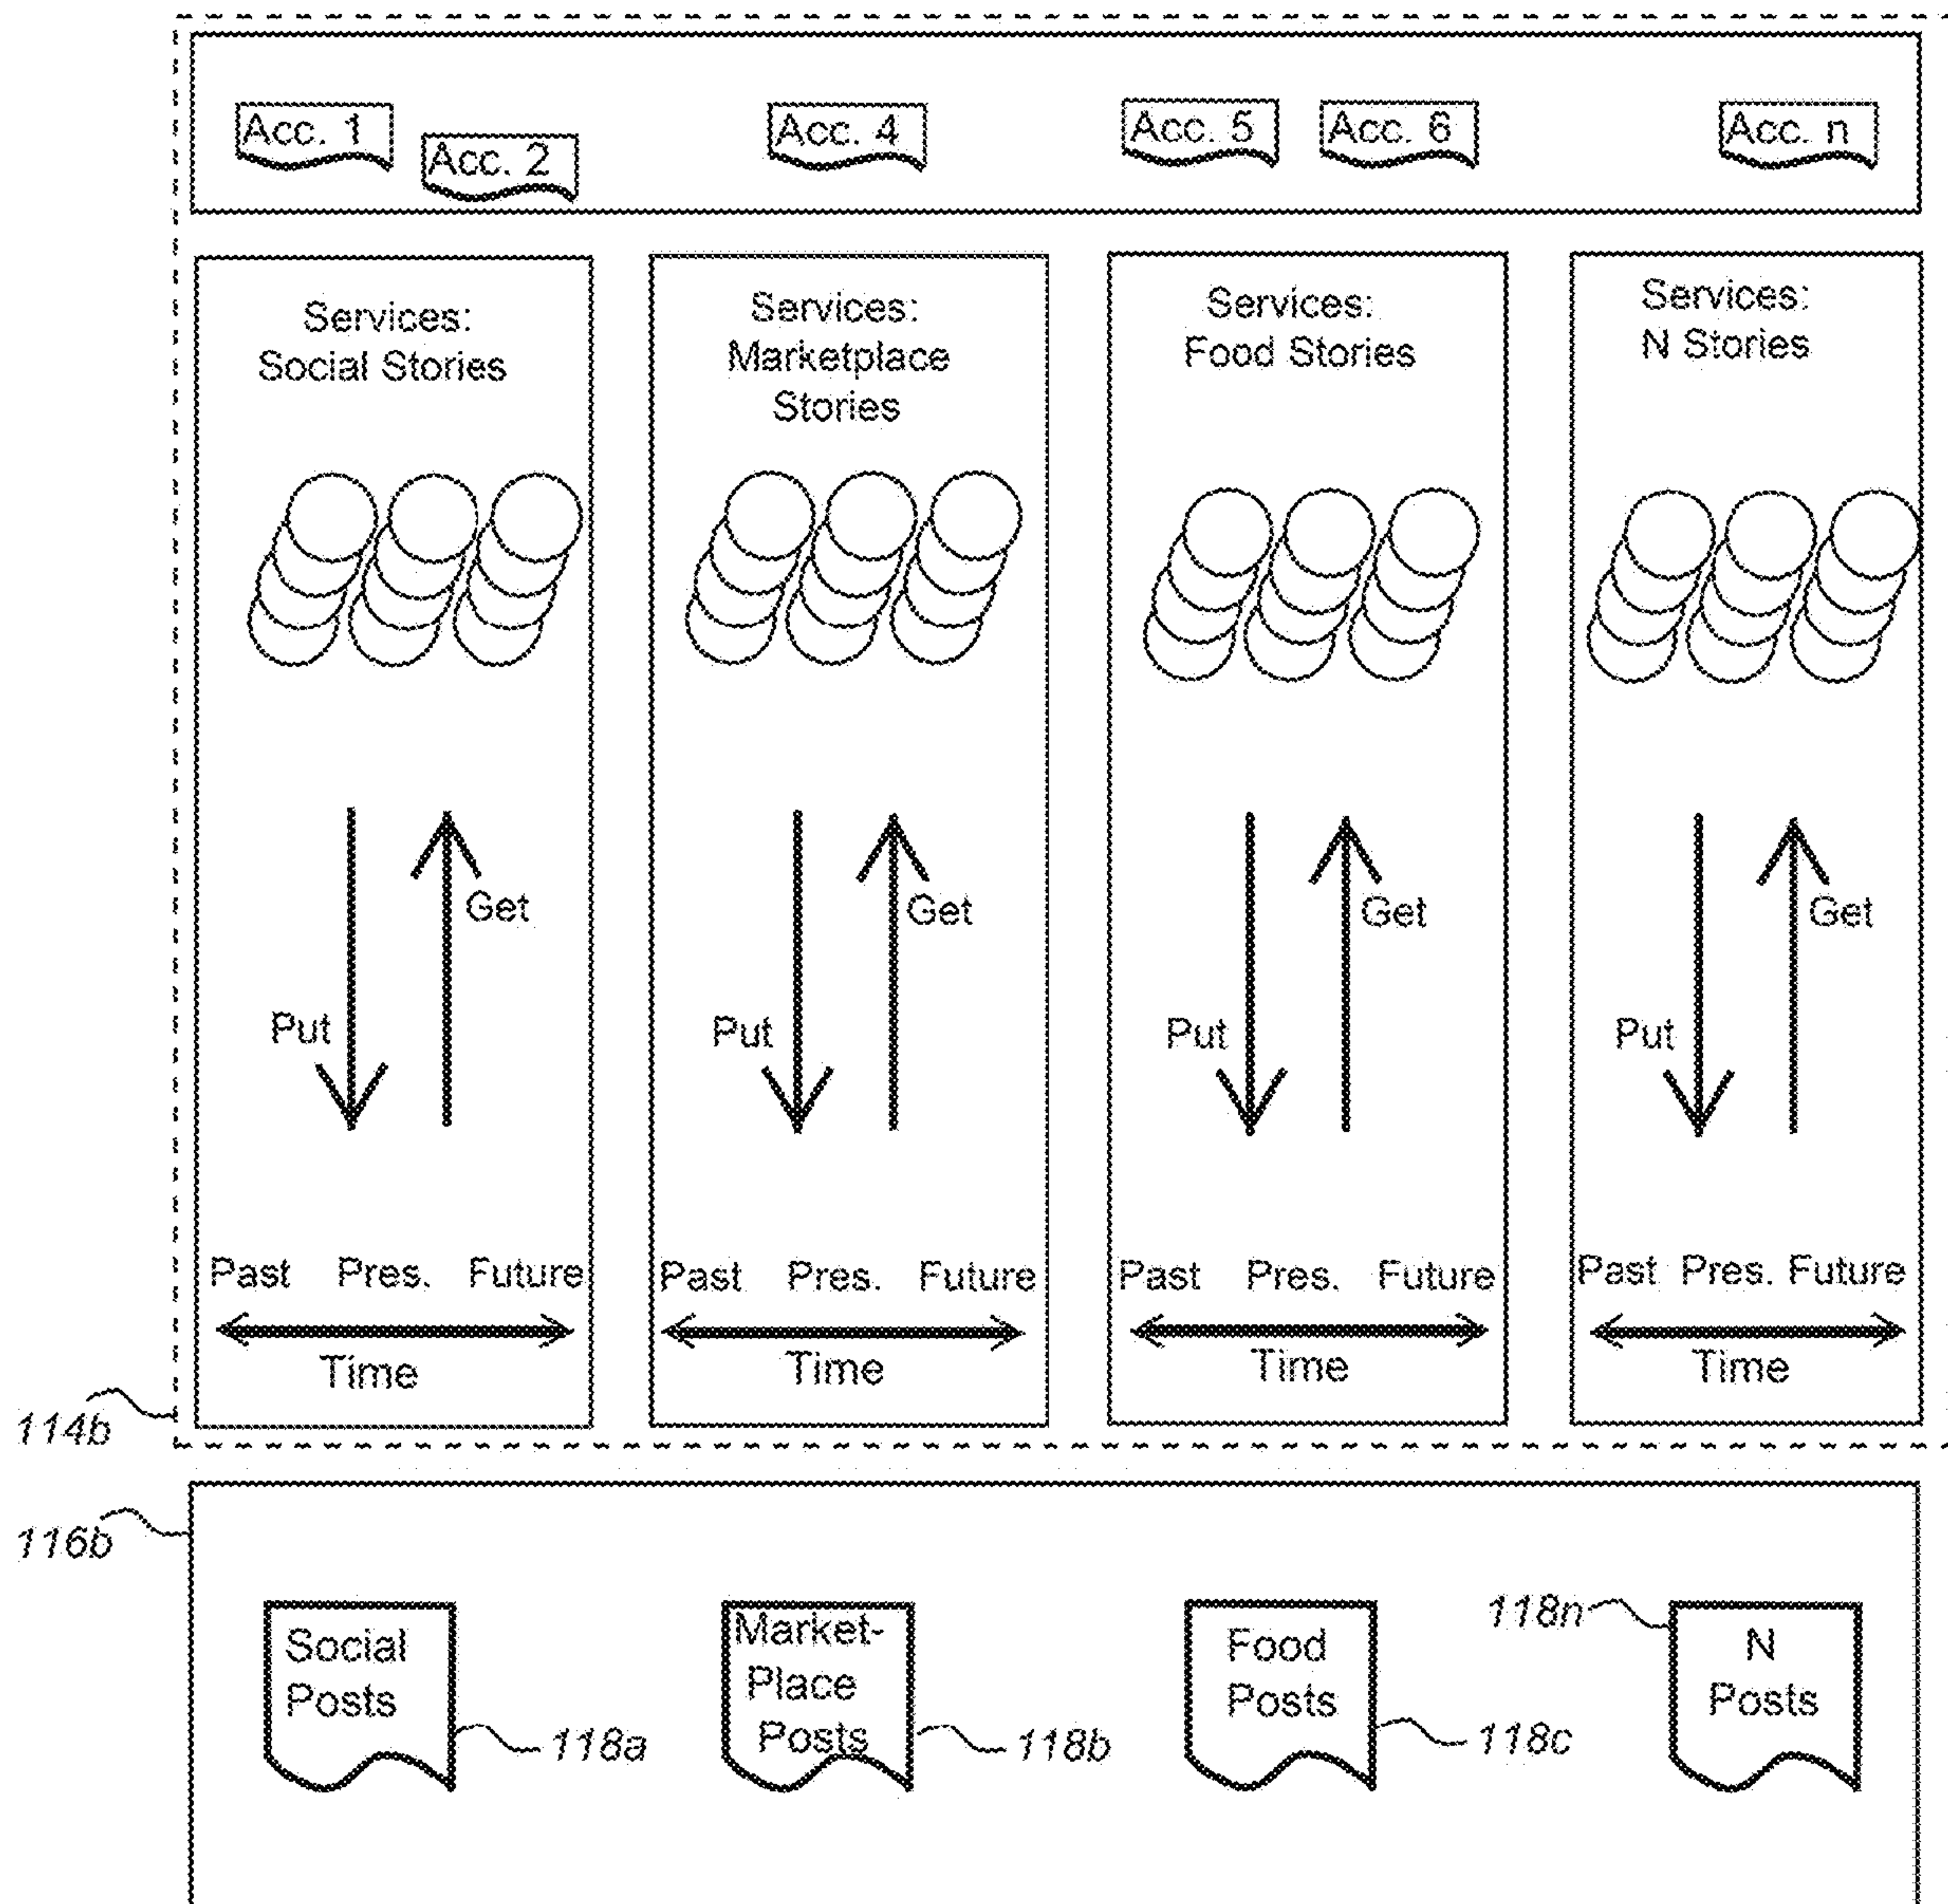 Acc. 1
Acc. 2
Acc. 4
Acc. 5
Acc. 6
Acc. n
Services:
Social Stories
Services:
Marketplace
Stories
Services:
Food Stories
Services:
N Stories
Get
Put
Get
Put
Get
Put
Get
Put
Past Pres. Future
Time
Past Pres. Future
Time
Past Pres. Future
Time
Past Pres. Future
Time
114b
116b
Social
Posts
118a
Market-
Place
Posts
118b
Food
Posts
118c
118n
N
Posts